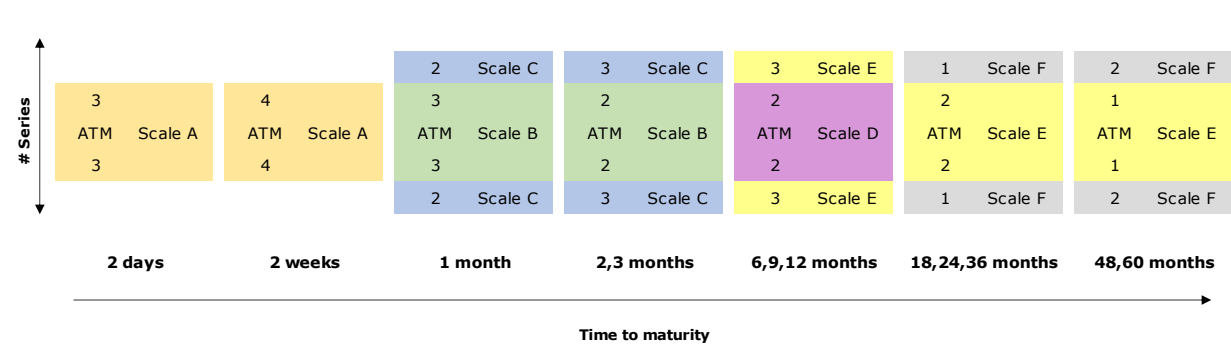 2 Scale C 3 Scale C 3 Scale E 1 Scale F 2 Scale F
3 4 3 2 2 2 1
# Series
ATM Scale A ATM Scale A ATM Scale B ATM Scale B ATM Scale D ATM Scale E ATM Scale E
3 4 3 2 2 2 1
2 Scale C 3 Scale C 3 Scale E 1 Scale F 2 Scale F
2 days 2 weeks 1 month 2,3 months 6,9,12 months 18,24,36 months 48,60 months
Time to maturity